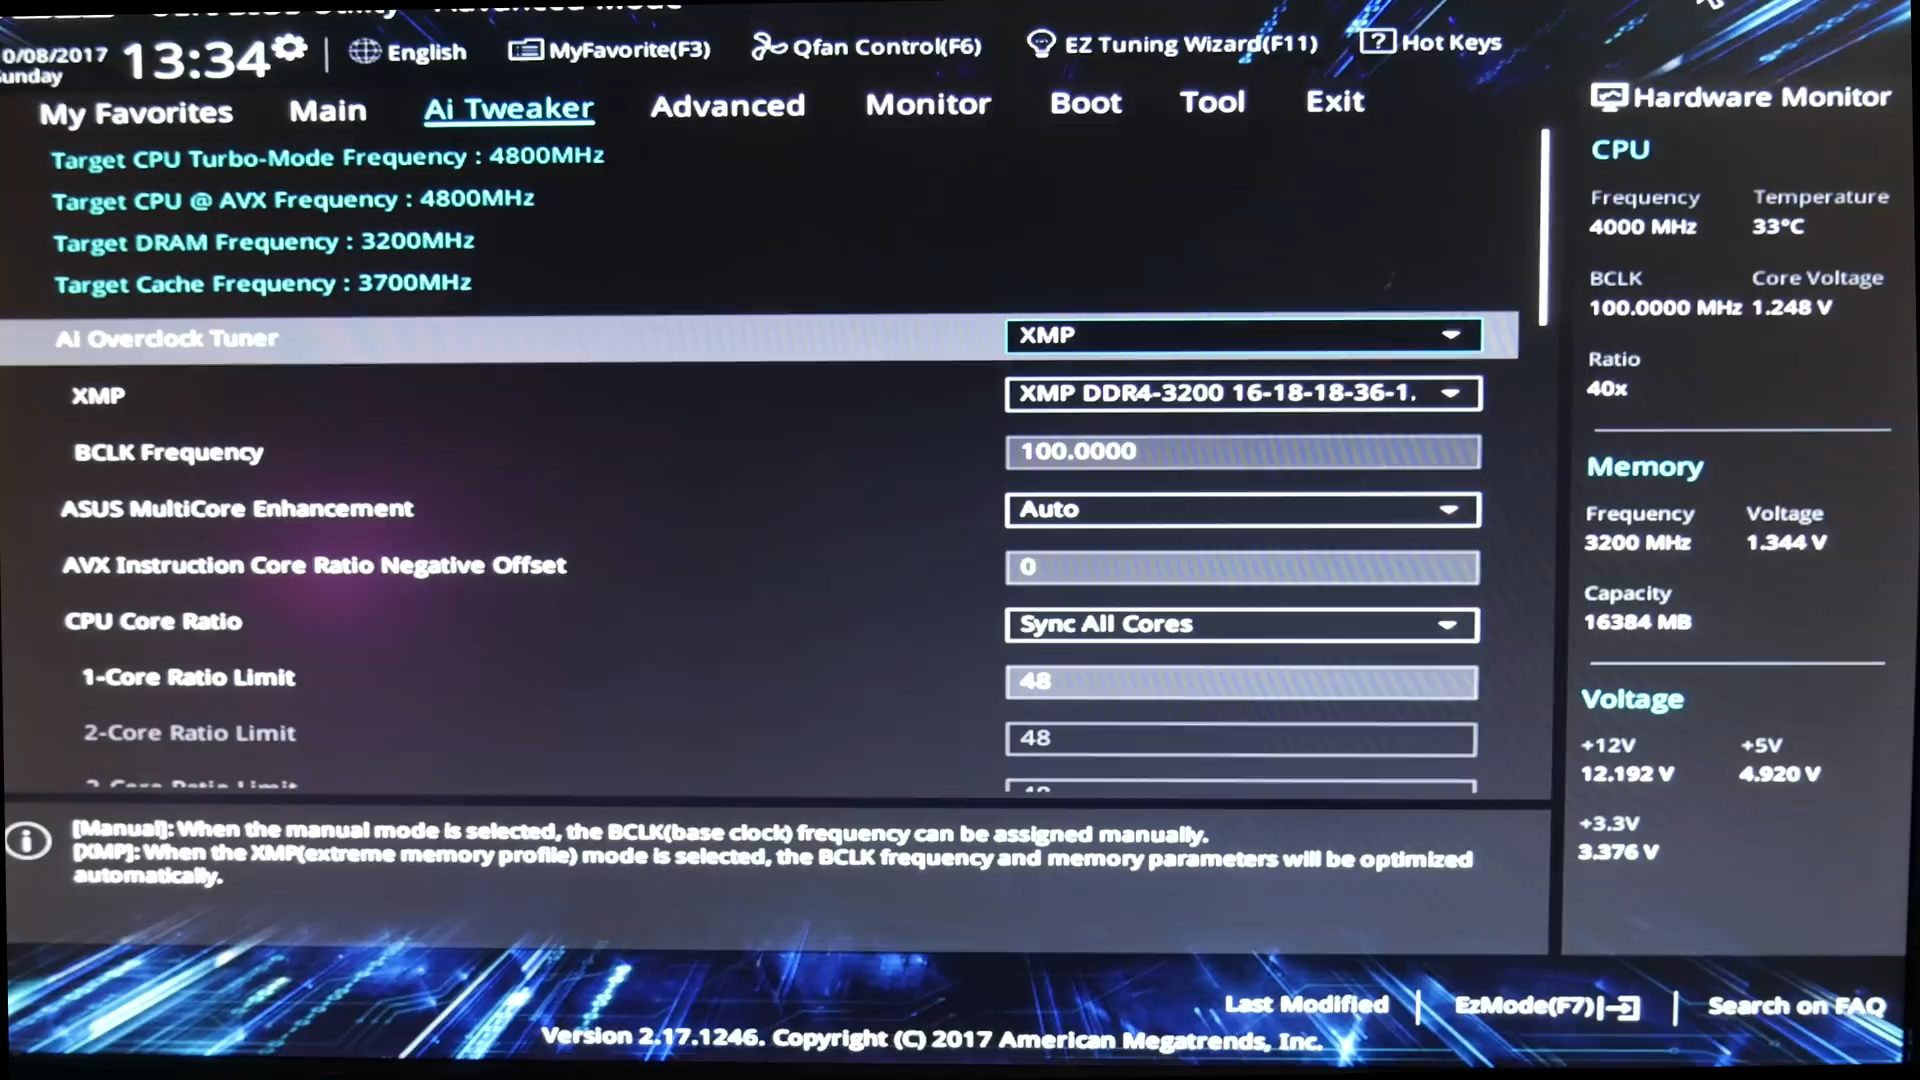 Advanced Mode
0/08/2017
unday
13:34
English
MyFavorite(F3)
Qfan Control(F6)
EZ Tuning Wizard(F11)
? Hot Keys
My Favorites
Main
Ai Tweaker
Advanced
Monitor
Boot
Tool
Exit
Hardware Monitor
Target CPU Turbo-Mode Frequency : 4800MHz
Target CPU @ AVX Frequency : 4800MHz
Target DRAM Frequency : 3200MHz
Target Cache Frequency : 3700MHz
Ai Overclock Tuner
XMP
XMP
XMP DDR4-3200 16-18-18-36-1.
BCLK Frequency
100.0000
ASUS MultiCore Enhancement
Auto
AVX Instruction Core Ratio Negative Offset
0
CPU Core Ratio
Sync All Cores
1-Core Ratio Limit
48
2-Core Ratio Limit
48
CPU
Frequency
Temperature
4000 MHz
33°C
BCLK
Core Voltage
100.0000 MHz
1.248 V
Ratio
40x
Memory
Frequency
Voltage
3200 MHz
1.344 V
Capacity
16384 MB
Voltage
+12V
+5V
12.192 V
4.920 V
+3.3V
3.376 V
[Manual]: When the manual mode is selected, the BCLK(base clock) frequency can be assigned manually.
[XMP]: When the XMP(extreme memory profile) mode is selected, the BCLK frequency and memory parameters will be optimized
automatically.
Last Modified
EzMode(F7)
Search on FAQ
Version 2.17.1246. Copyright (C) 2017 American Megatrends, Inc.